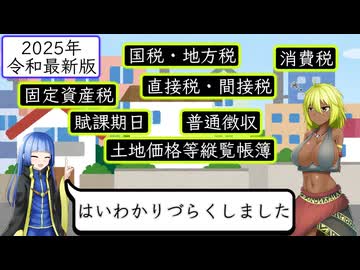 2025年
令和最新版
国税・地方税
消費税
固定資産税
直接税・間接税
賦課期日
普通徴収
土地価格等縦覧帳簿
はいわかりづらくしました